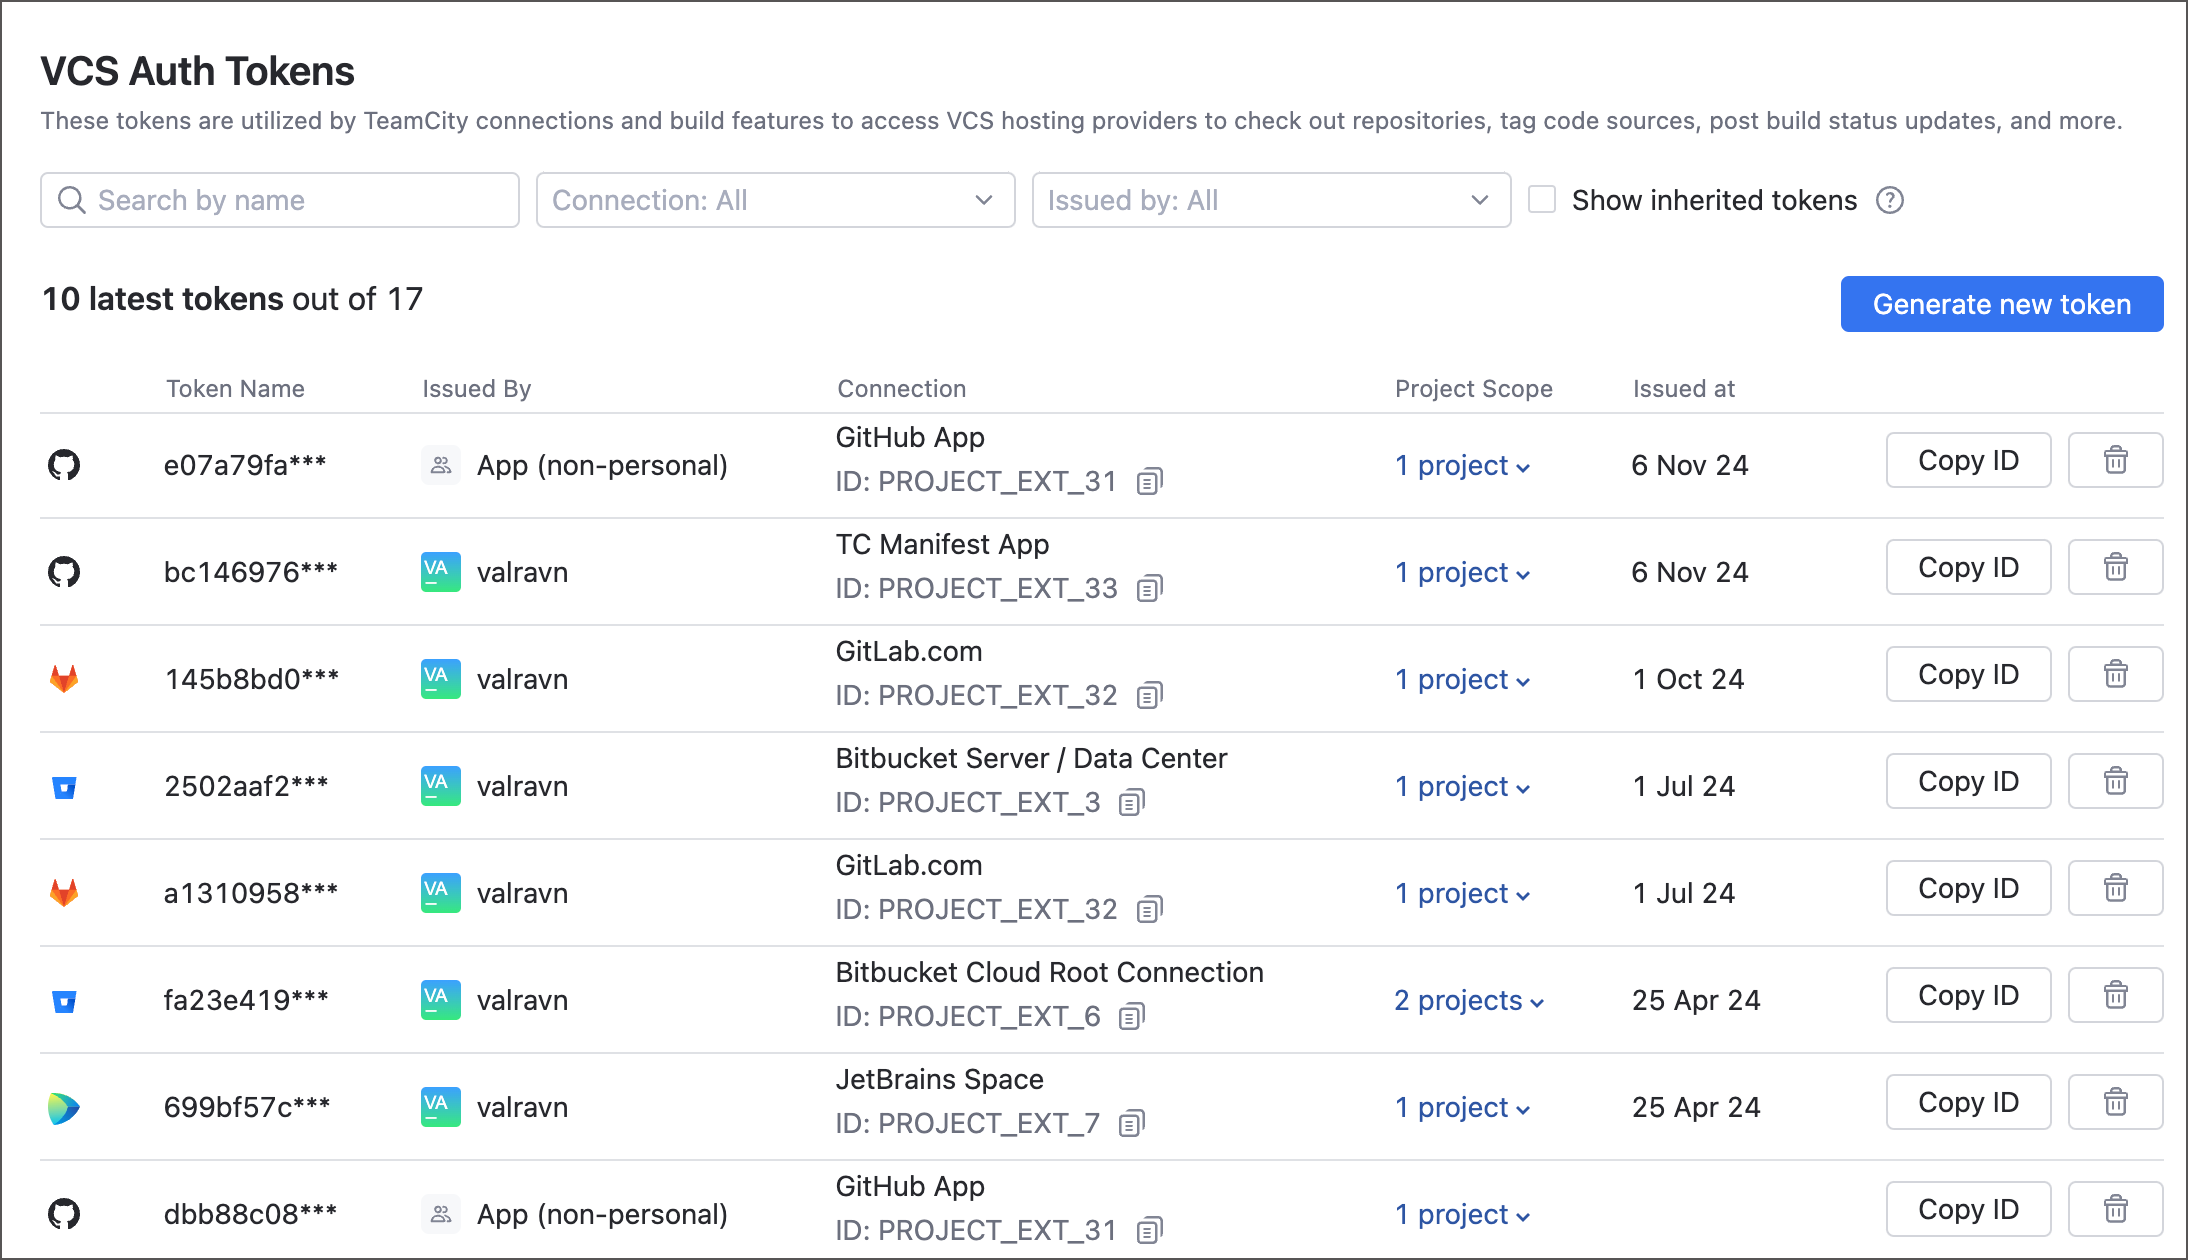 VCS Auth Tokens
These tokens are utilized by TeamCity connections and build features to access VCS hosting providers to check out repositories, tag code sources, post build status updates, and more.
Search by name Connection: All Issued by: All Show inherited tokens ?
10 latest tokens out of 17 Generate new token
Token Name Issued By Connection Project Scope Issued at
GitHub App
e07a79fa*** App (non-personal) 1 project 6 Nov 24 Copy ID
ID: PROJECT_EXT_31
TC Manifest App
bc146976*** VA valravn 1 project 6 Nov 24 Copy ID
ID: PROJECT_EXT_33
GitLab.com
145b8bd0*** VA valravn 1 project 1 Oct 24 Copy ID
ID: PROJECT_EXT_32
Bitbucket Server / Data Center
2502aaf2*** VA valravn 1 project 1 Jul 24 Copy ID
ID: PROJECT_EXT_3
GitLab.com
a1310958*** VA valravn 1 project 1 Jul 24 Copy ID
ID: PROJECT_EXT_32
Bitbucket Cloud Root Connection
fa23e419*** VA valravn 2 projects 25 Apr 24 Copy ID
ID: PROJECT_EXT_6
JetBrains Space
699bf57c*** VA valravn 1 project 25 Apr 24 Copy ID
ID: PROJECT_EXT_7
GitHub App
dbb88c08*** App (non-personal) 1 project Copy ID
ID: PROJECT_EXT_31